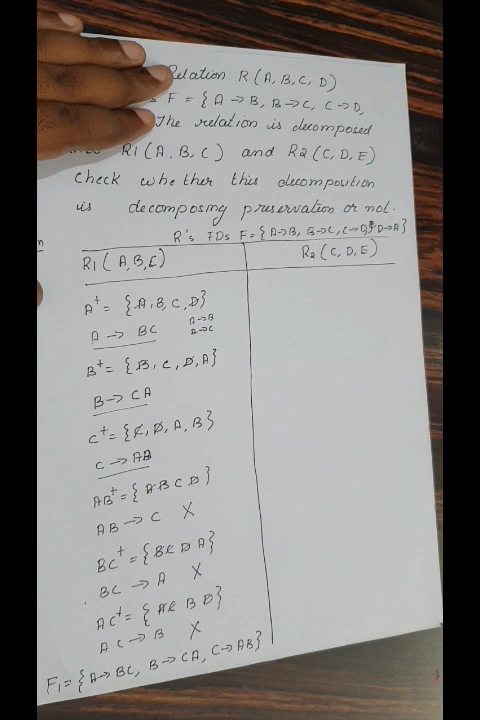 Relation R (A, B, C, D)
F = { A → B, B → C, C → D,
The relation is decomposed
R1 (A, B, C) and R2 (C, D, E)
check whether this decomposition
is decomposing preservation or not.
R's FDs F = { A→B, B→C, C→D, D→A }
R1 ( A, B, C ) R2 ( C, D, E )
A+ = { A, B, C, D }
A → BC A→B
A→C
B+ = { B, C, D, A }
B → CA
C+ = { C, D, A, B }
C → AB
AB+ = { A B C D }
AB → C X
BC+ = { B C D A }
BC → A X
AC+ = { A C B D }
AC → B X
F1 = { A → BC, B → CA, C → AB }